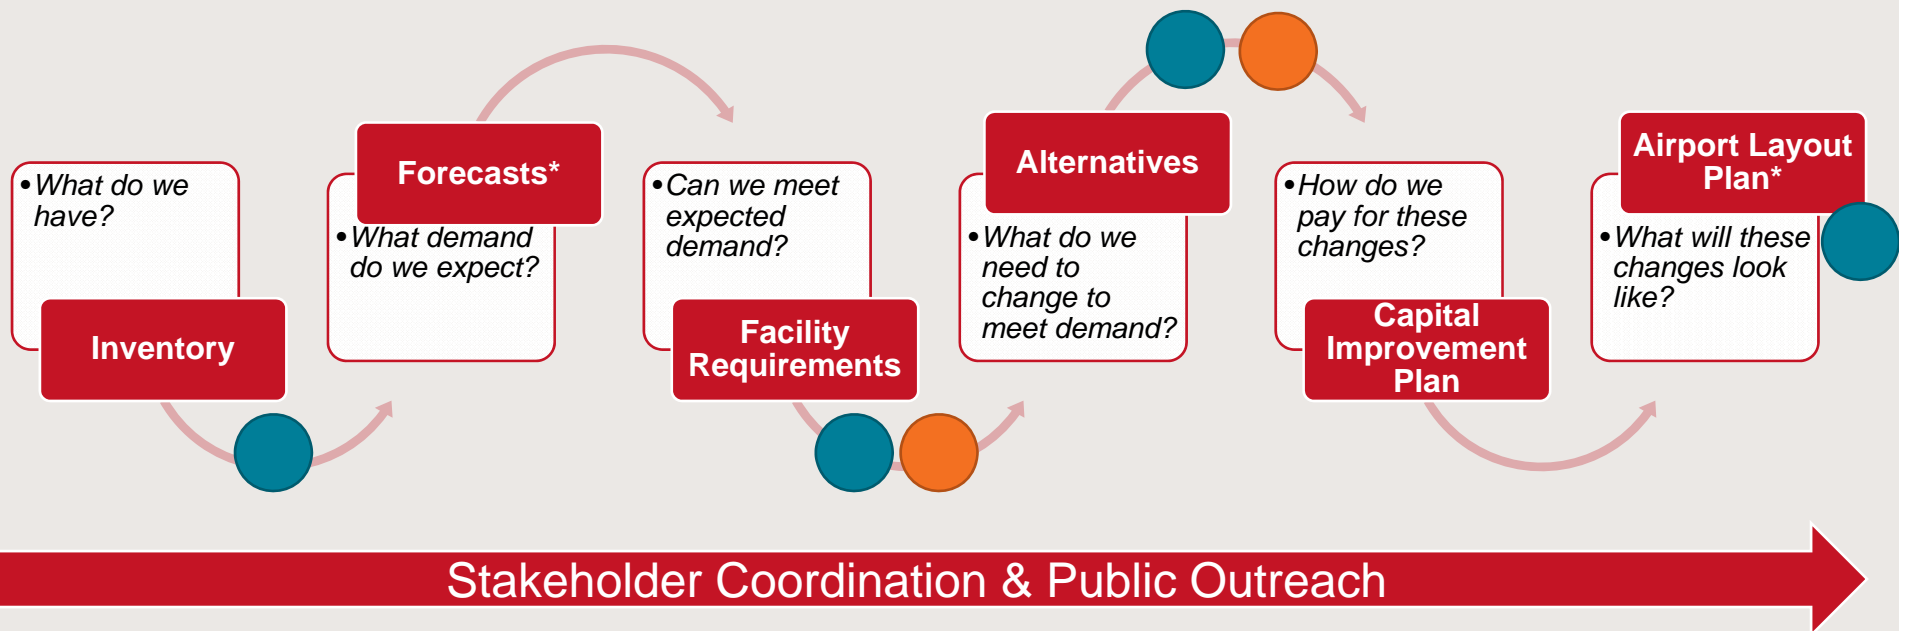 •What do we
have?
Inventory
Forecasts*
•What demand
do we expect?
•Can we meet
expected
demand?
Facility
Requirements
Alternatives
•What do we
need to
change to
meet demand?
•How do we
pay for these
changes?
Capital
Improvement
Plan
Airport Layout
Plan*
•What will these
changes look
like?
Stakeholder Coordination & Public Outreach